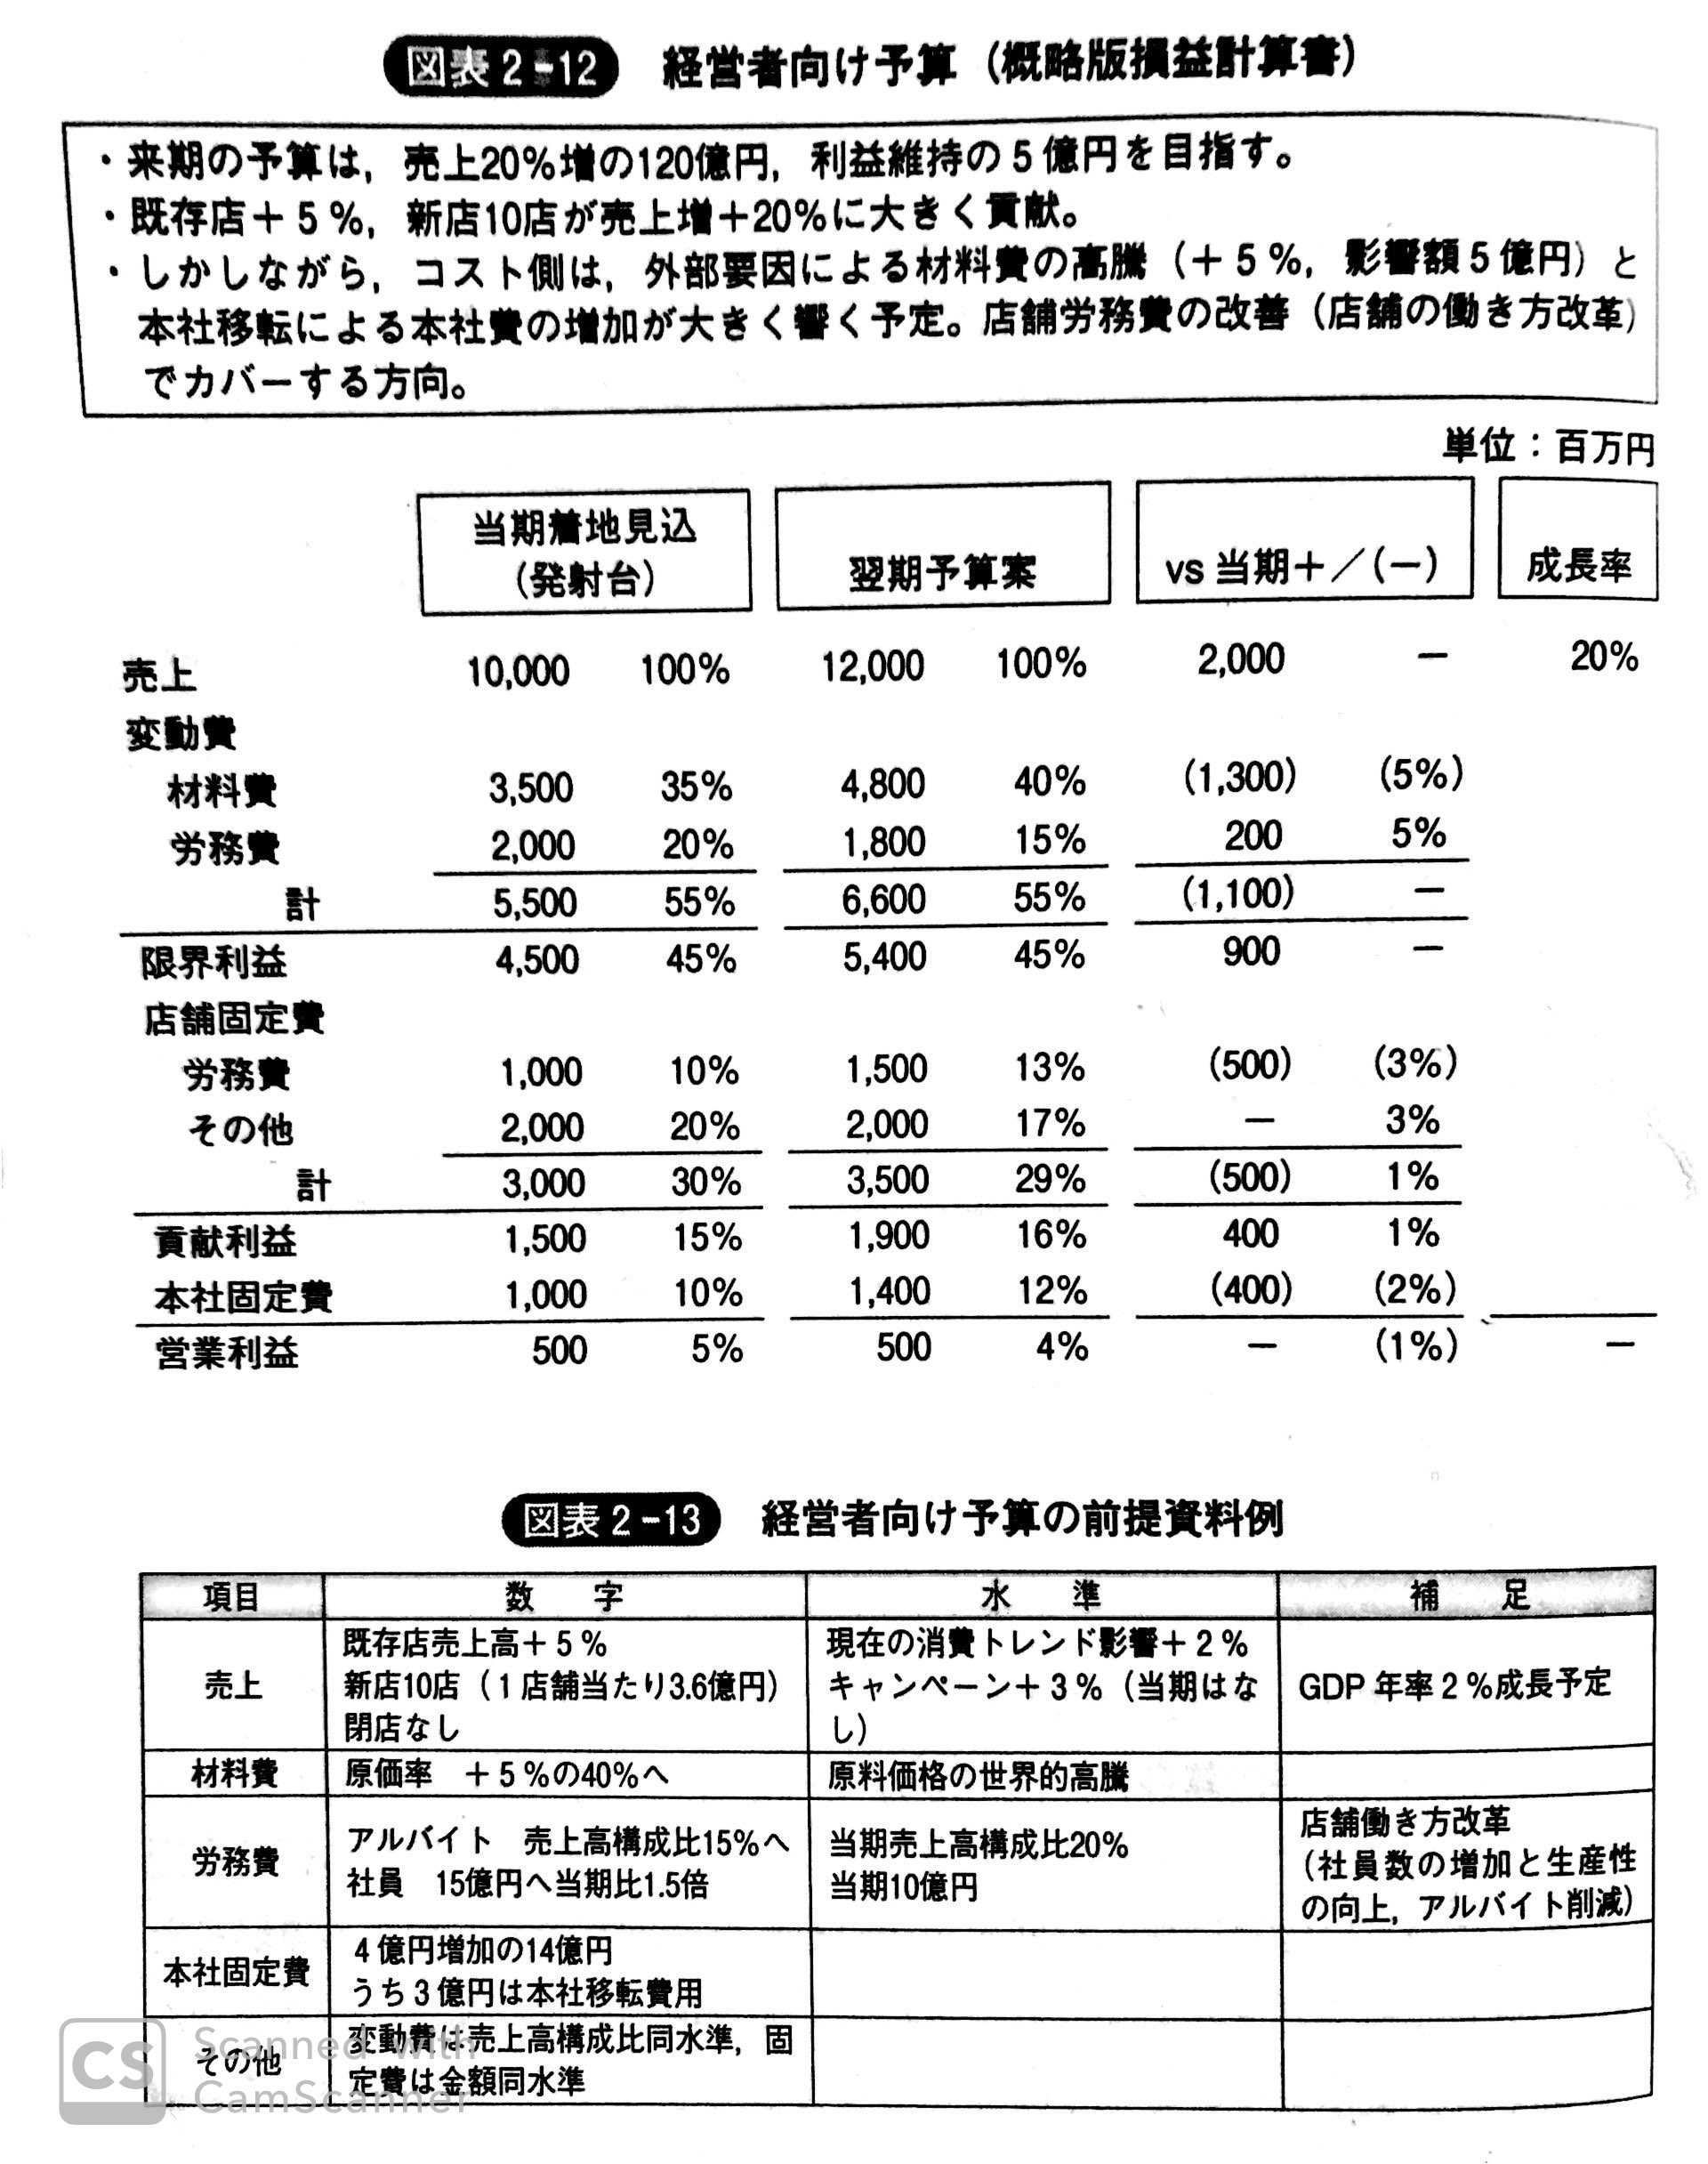 図表2-12 経営者向け予算（概略版損益計算書）
・来期の予算は，売上20％増の120億円，利益維持の５億円を目指す。
・既存店＋５％，新店10店が売上増＋20％に大きく貢献。
・しかしながら，コスト側は，外部要因による材料費の高騰（＋５％，影響額５億円）と
本社移転による本社費の増加が大きく響く予定。店舗労務費の改善（店舗の働き方改革）
でカバーする方向。
単位：百万円
当期着地見込
（発射台）
翌期予算案
vs 当期＋／(－)
成長率
売上 10,000 100% 12,000 100% 2,000 － 20%
変動費
材料費 3,500 35% 4,800 40% (1,300) (5%)
労務費 2,000 20% 1,800 15% 200 5%
計 5,500 55% 6,600 55% (1,100) －
限界利益 4,500 45% 5,400 45% 900 －
店舗固定費
労務費 1,000 10% 1,500 13% (500) (3%)
その他 2,000 20% 2,000 17% － 3%
計 3,000 30% 3,500 29% (500) 1%
貢献利益 1,500 15% 1,900 16% 400 1%
本社固定費 1,000 10% 1,400 12% (400) (2%)
営業利益 500 5% 500 4% － (1%) －
図表2-13 経営者向け予算の前提資料例
項目 数字 水準 補足
売上
既存店売上高＋５％
新店10店（１店舗当たり3.6億円）
閉店なし
現在の消費トレンド影響＋２％
キャンペーン＋３％（当期はな
し）
GDP 年率２％成長予定
材料費
原価率　＋５％の40％へ
原料価格の世界的高騰
労務費
アルバイト　売上高構成比15％へ
社員　15億円へ当期比1.5倍
当期売上高構成比20％
当期10億円
店舗働き方改革
（社員数の増加と生産性
の向上，アルバイト削減）
本社固定費
４億円増加の14億円
うち３億円は本社移転費用
その他
変動費は売上高構成比同水準，固
定費は金額同水準
CS Scanned with
CamScanner